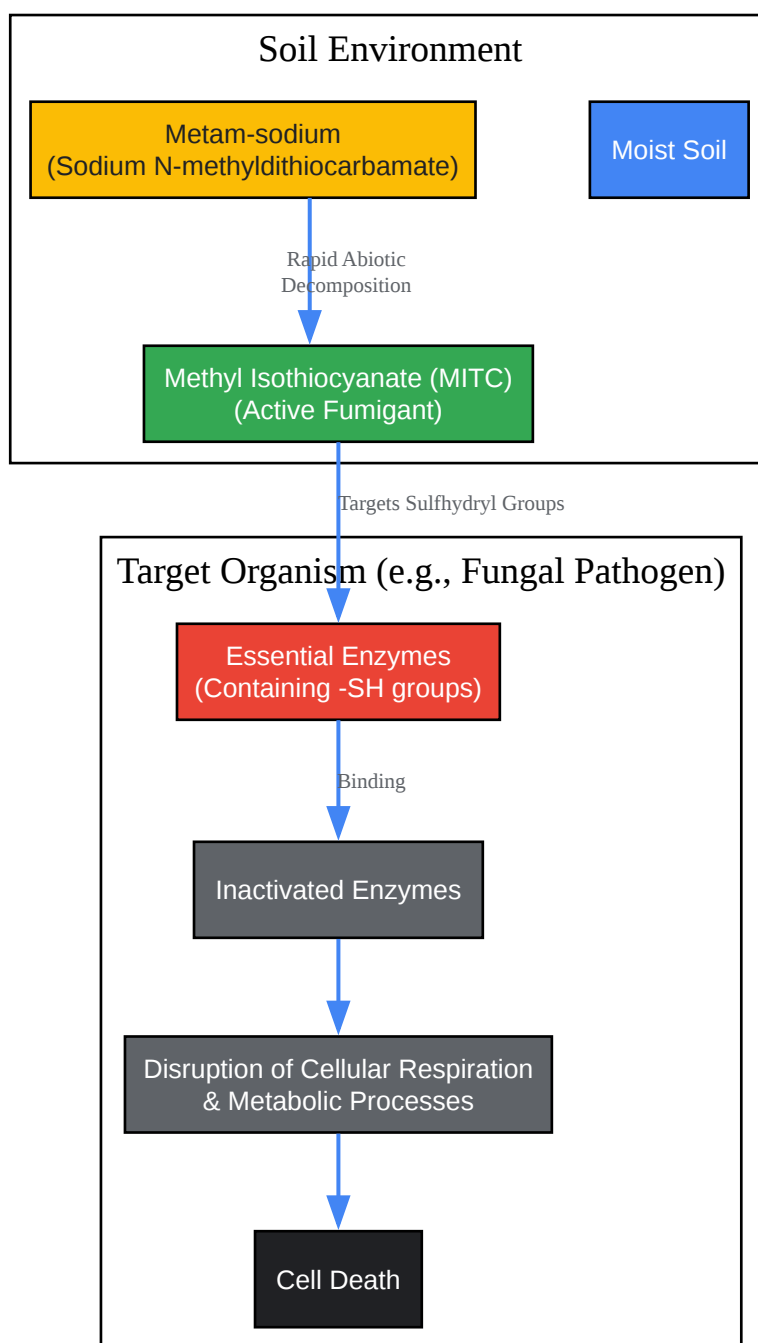 Soil Environment
Metam-sodium
(Sodium N-methyldithiocarbamate)
Moist Soil
Rapid Abiotic
Decomposition
Methyl Isothiocyanate (MITC)
(Active Fumigant)
Targets Sulfhydryl Groups
Target Organism (e.g., Fungal Pathogen)
Essential Enzymes
(Containing -SH groups)
Binding
Inactivated Enzymes
Disruption of Cellular Respiration
& Metabolic Processes
Cell Death